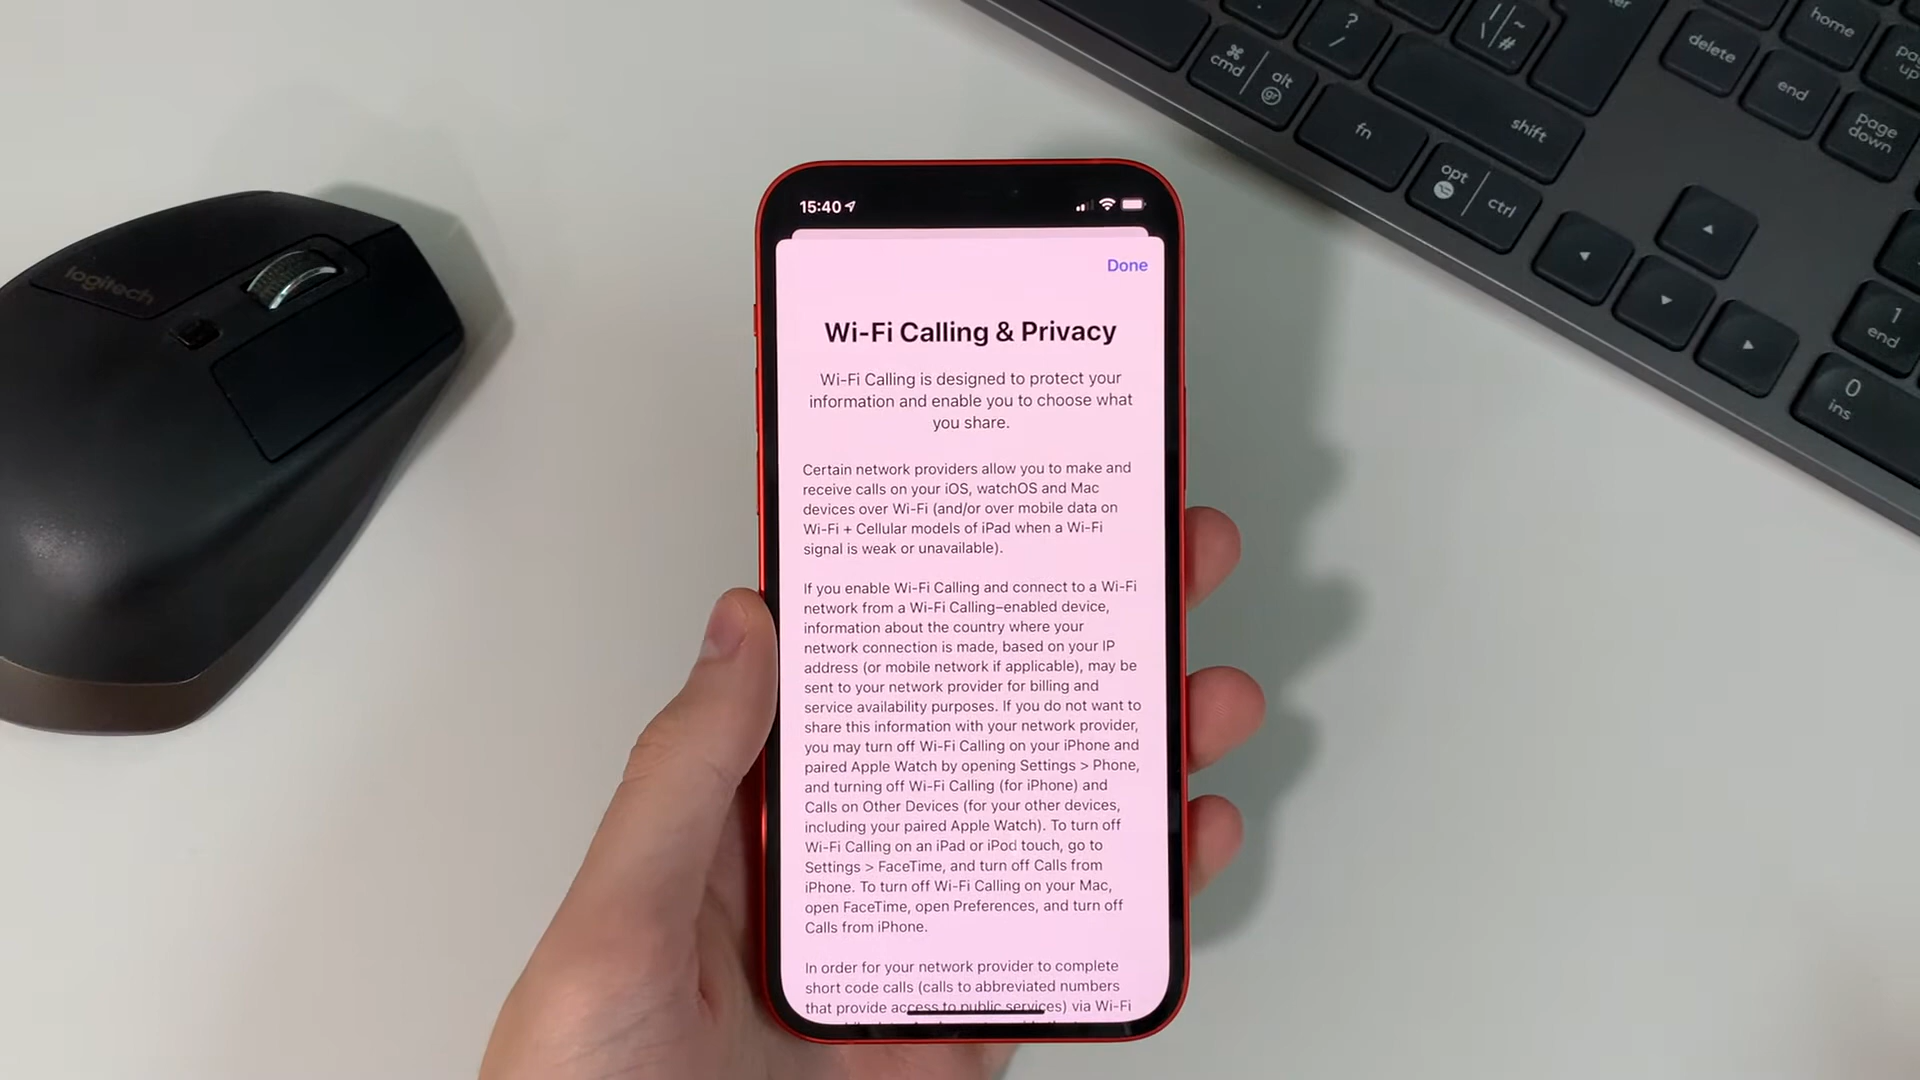 logitech
? /
cmd
alt
gr
fn
shift
opt
ctrl
delete
home
end
page down
1
end
0
ins
15:40
Done
Wi-Fi Calling & Privacy
Wi-Fi Calling is designed to protect your
information and enable you to choose what
you share.
Certain network providers allow you to make and
receive calls on your iOS, watchOS and Mac
devices over Wi-Fi (and/or over mobile data on
Wi-Fi + Cellular models of iPad when a Wi-Fi
signal is weak or unavailable).
If you enable Wi-Fi Calling and connect to a Wi-Fi
network from a Wi-Fi Calling–enabled device,
information about the country where your
network connection is made, based on your IP
address (or mobile network if applicable), may be
sent to your network provider for billing and
service availability purposes. If you do not want to
share this information with your network provider,
you may turn off Wi-Fi Calling on your iPhone and
paired Apple Watch by opening Settings > Phone,
and turning off Wi-Fi Calling (for iPhone) and
Calls on Other Devices (for your other devices,
including your paired Apple Watch). To turn off
Wi-Fi Calling on an iPad or iPod touch, go to
Settings > FaceTime, and turn off Calls from
iPhone. To turn off Wi-Fi Calling on your Mac,
open FaceTime, open Preferences, and turn off
Calls from iPhone.
In order for your network provider to complete
short code calls (calls to abbreviated numbers
that provide access to public services) via Wi-Fi